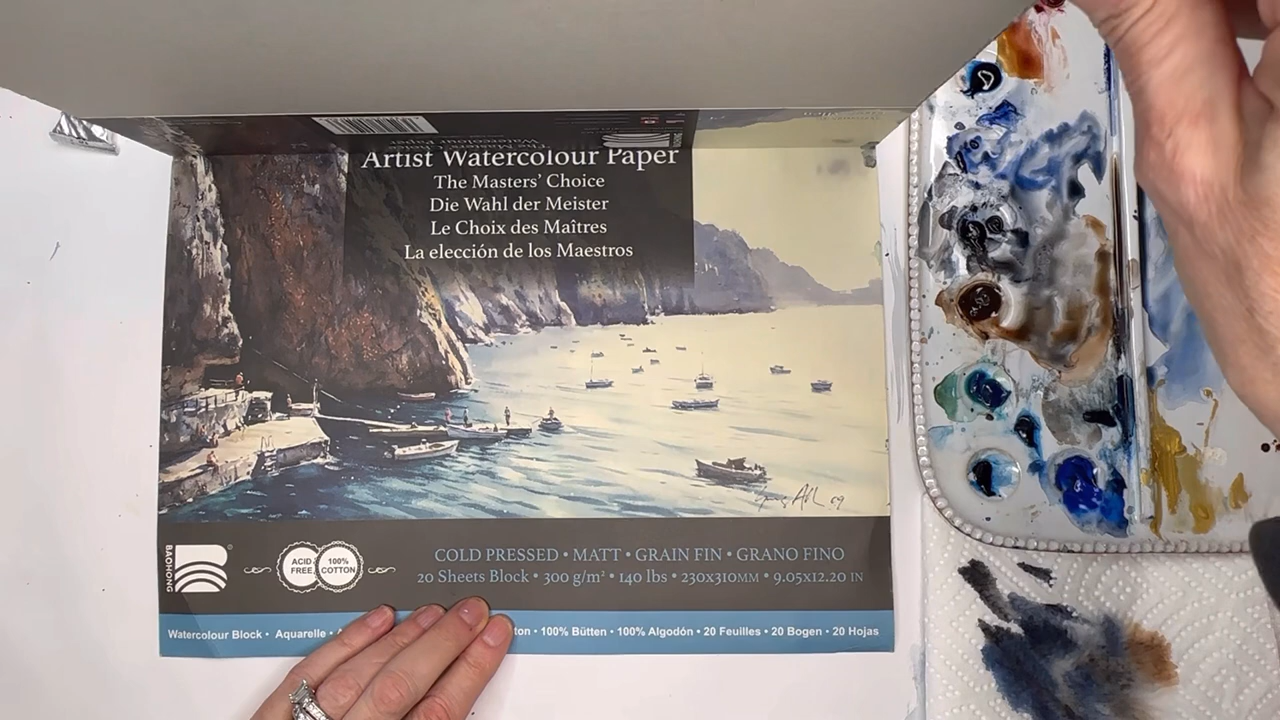 Artist Watercolour Paper
The Masters' Choice
Die Wahl der Meister
Le Choix des Maîtres
La elección de los Maestros
69
BAOHONG
®
ACID FREE
100% COTTON
COLD PRESSED • MATT • GRAIN FIN • GRANO FINO
20 Sheets Block • 300 g/m² • 140 lbs • 230x310MM • 9.05x12.20 IN
Watercolour Block • Aquarelle • ton • 100% Bütten • 100% Algodón • 20 Feuilles • 20 Bogen • 20 Hojas